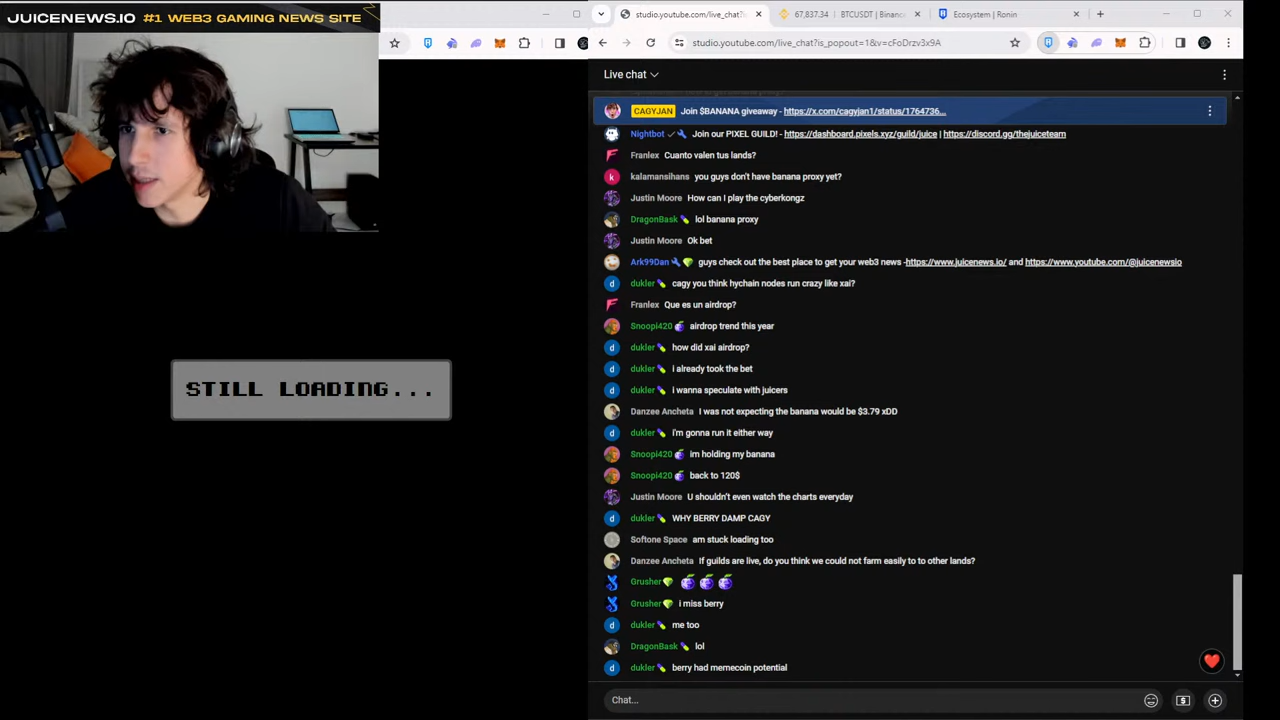 JUICENEWS.IO #1 WEB3 GAMING NEWS SITE
studio.youtube.com/live_chat?i
67,837.34 | BTCUSDT | Binanc
Ecosystem | Ronin
studio.youtube.com/live_chat?is_popout=1&v=cFoDrzv3x9A
Live chat
CAGYJAN Join $BANANA giveaway - https://x.com/cagyjan1/status/1764736...
Nightbot Join our PIXEL GUILD! - https://dashboard.pixels.xyz/guild/juice | https://discord.gg/thejuiceteam
Franlex Cuanto valen tus lands?
kalamansihans you guys don't have banana proxy yet?
Justin Moore How can I play the cyberkongz
DragonBask lol banana proxy
Justin Moore Ok bet
Ark99Dan guys check out the best place to get your web3 news -https://www.juicenews.io/ and https://www.youtube.com/@juicenewsio
dukler cagy you think hychain nodes run crazy like xai?
Franlex Que es un airdrop?
Snoopi420 airdrop trend this year
dukler how did xai airdrop?
dukler i already took the bet
dukler i wanna speculate with juicers
Danzee Ancheta I was not expecting the banana would be $3.79 xDD
dukler i'm gonna run it either way
Snoopi420 im holding my banana
Snoopi420 back to 120$
Justin Moore U shouldn't even watch the charts everyday
dukler WHY BERRY DAMP CAGY
Softone Space am stuck loading too
Danzee Ancheta If guilds are live, do you think we could not farm easily to to other lands?
Grusher
Grusher i miss berry
dukler me too
DragonBask lol
dukler berry had memecoin potential
Chat...
STILL LOADING...